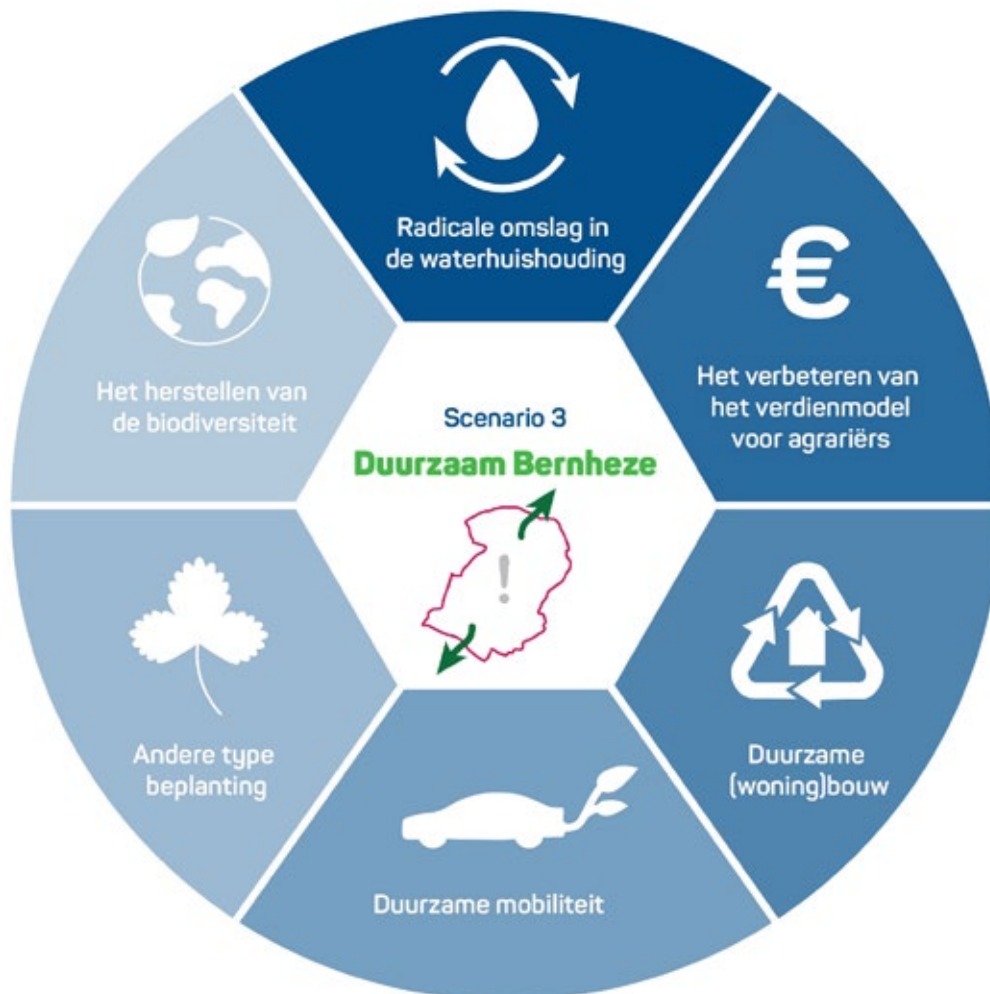 Radicale omslag in
de waterhuishouding
€
Het verbeteren van
het verdienmodel
voor agrariërs
Duurzame
(woning)bouw
Duurzame mobiliteit
Andere type
beplanting
Het herstellen van
de biodiversiteit
Scenario 3
Duurzaam Bernheze
!